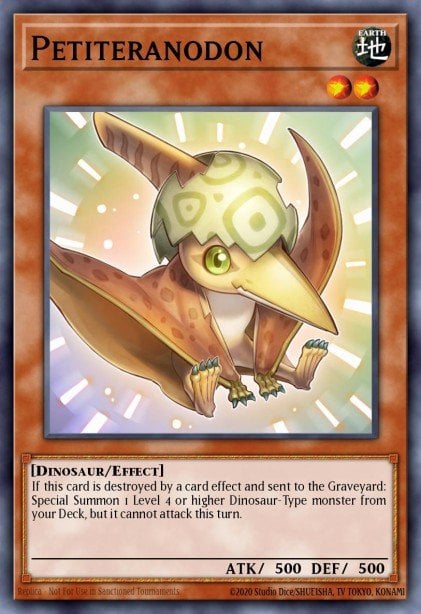 PETITERANODON
EARTH
地
[DINOSAUR/EFFECT]
If this card is destroyed by a card effect and sent to the Graveyard:
Special Summon 1 Level 4 or higher Dinosaur-Type monster from
your Deck, but it cannot attack this turn.
ATK/ 500 DEF/ 500
Replica - Not For Use in Sanctioned Tournaments
©2020 Studio Dice/SHUEISHA, TV TOKYO, KONAMI